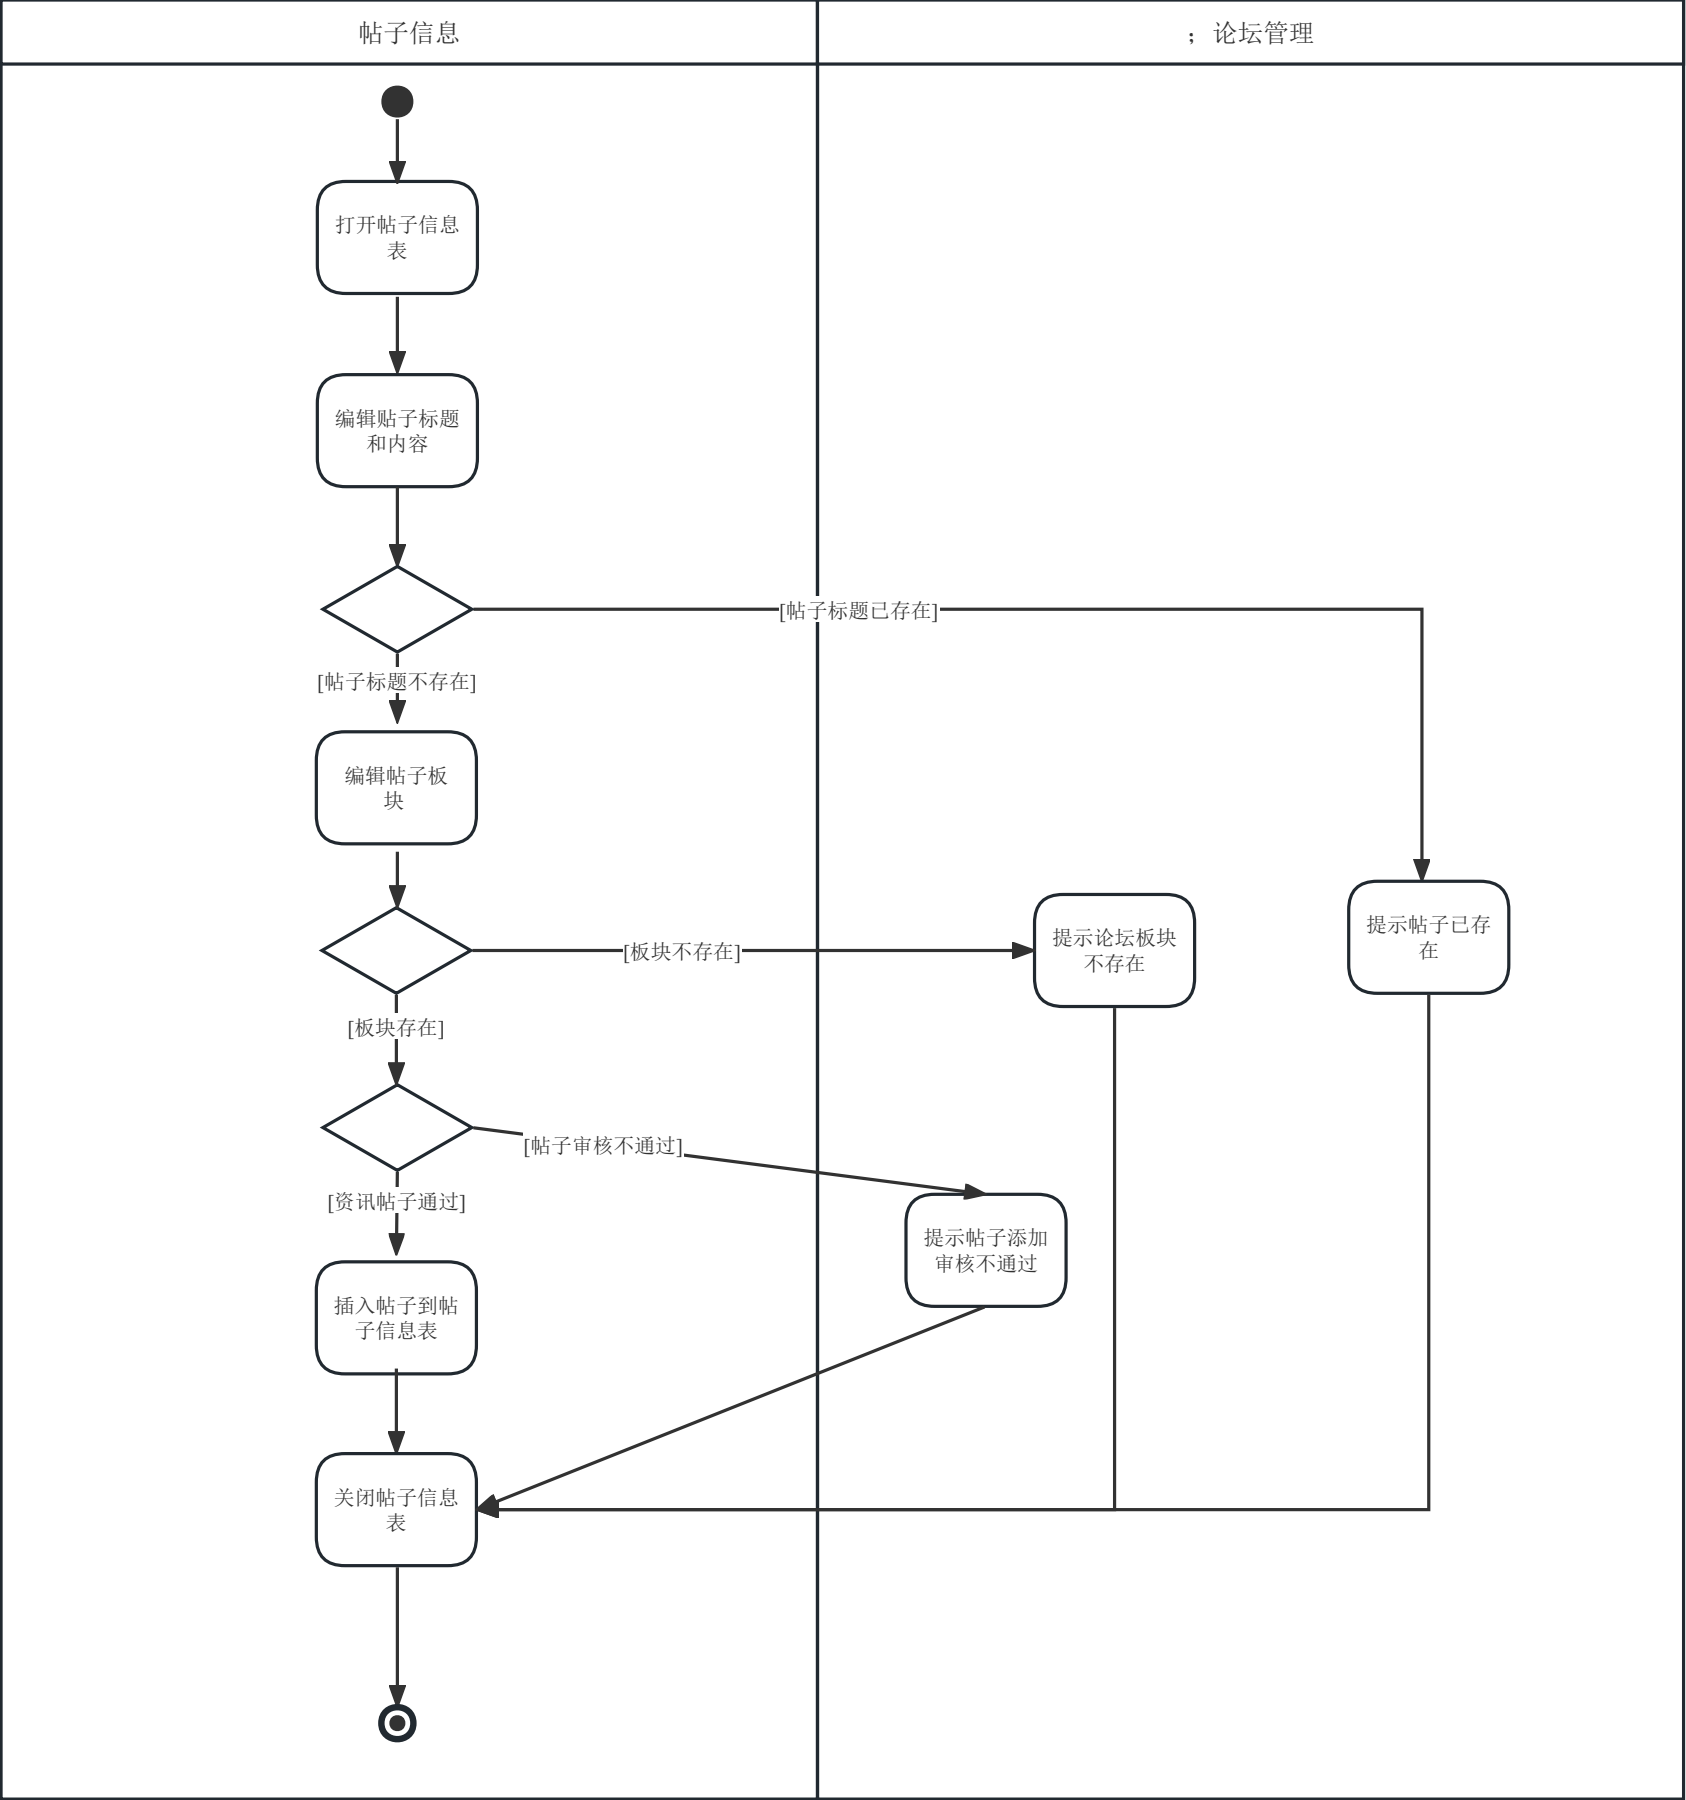 帖子信息
；论坛管理
打开帖子信息
表
编辑贴子标题
和内容
[帖子标题已存在]
[帖子标题不存在]
编辑帖子板
块
提示帖子已存
在
[板块不存在]
提示论坛板块
不存在
[板块存在]
[帖子审核不通过]
[资讯帖子通过]
提示帖子添加
审核不通过
插入帖子到帖
子信息表
关闭帖子信息
表